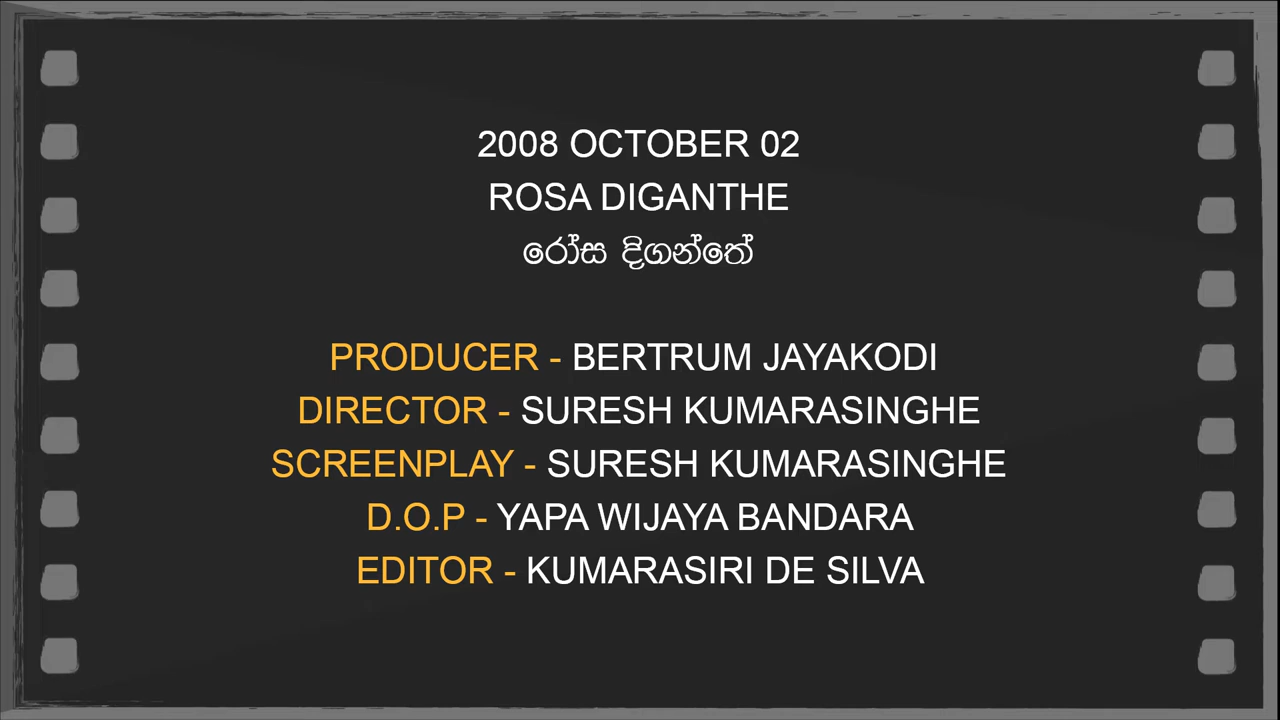 2008 OCTOBER 02
ROSA DIGANTHE
රෝස දිගන්තේ
PRODUCER - BERTRUM JAYAKODI
DIRECTOR - SURESH KUMARASINGHE
SCREENPLAY - SURESH KUMARASINGHE
D.O.P - YAPA WIJAYA BANDARA
EDITOR - KUMARASIRI DE SILVA